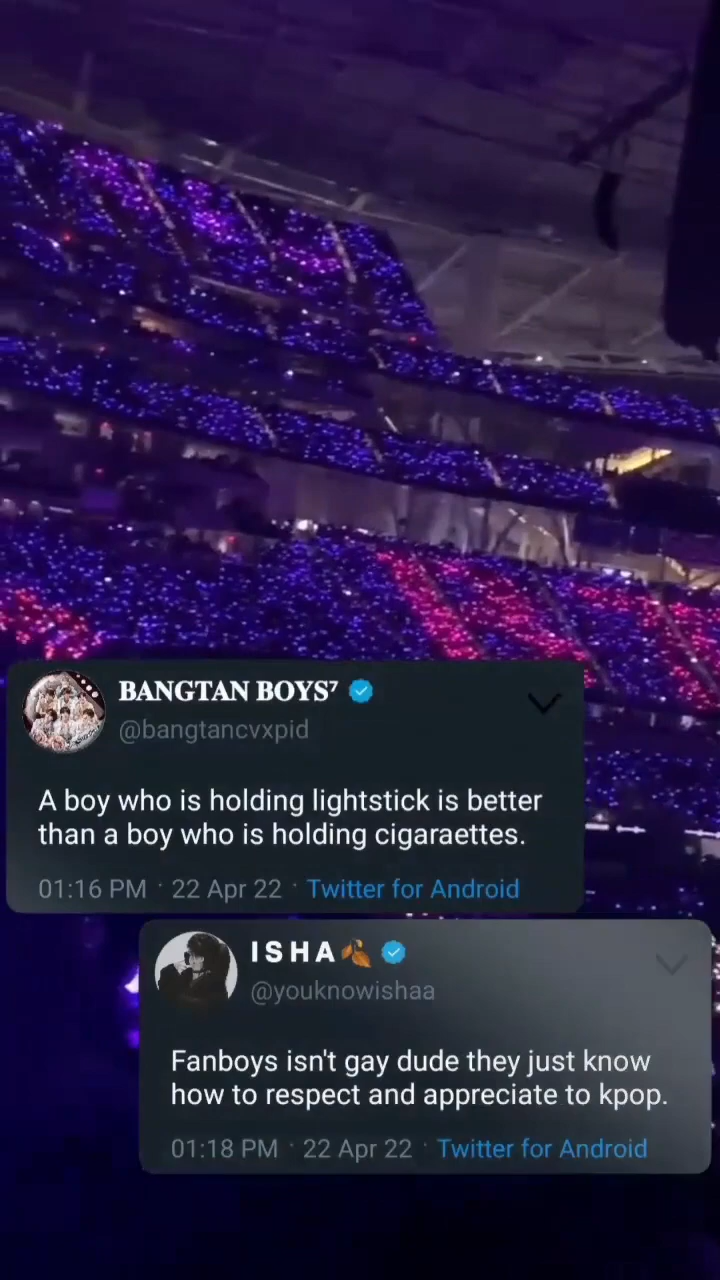 BANGTAN BOYS⁷
@bangtancvxpid
A boy who is holding lightstick is better
than a boy who is holding cigaraettes.
01:16 PM · 22 Apr 22 · Twitter for Android
ISHA🍂
@youknowishaa
Fanboys isn't gay dude they just know
how to respect and appreciate to kpop.
01:18 PM · 22 Apr 22 · Twitter for Android